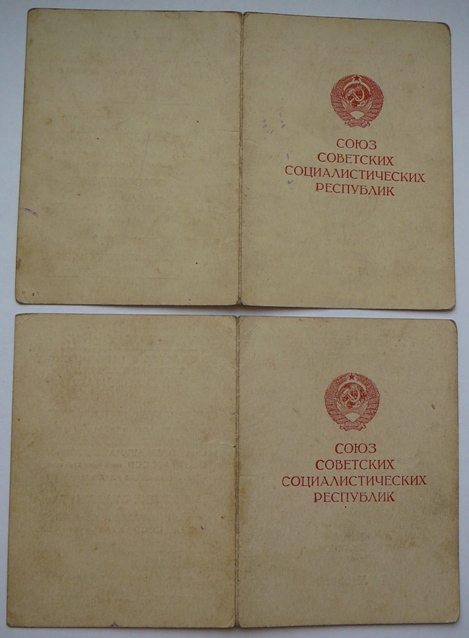 СОЮЗ
СОВЕТСКИХ
СОЦИАЛИСТИЧЕСКИХ
РЕСПУБЛИК
СОЮЗ
СОВЕТСКИХ
СОЦИАЛИСТИЧЕСКИХ
РЕСПУБЛИК